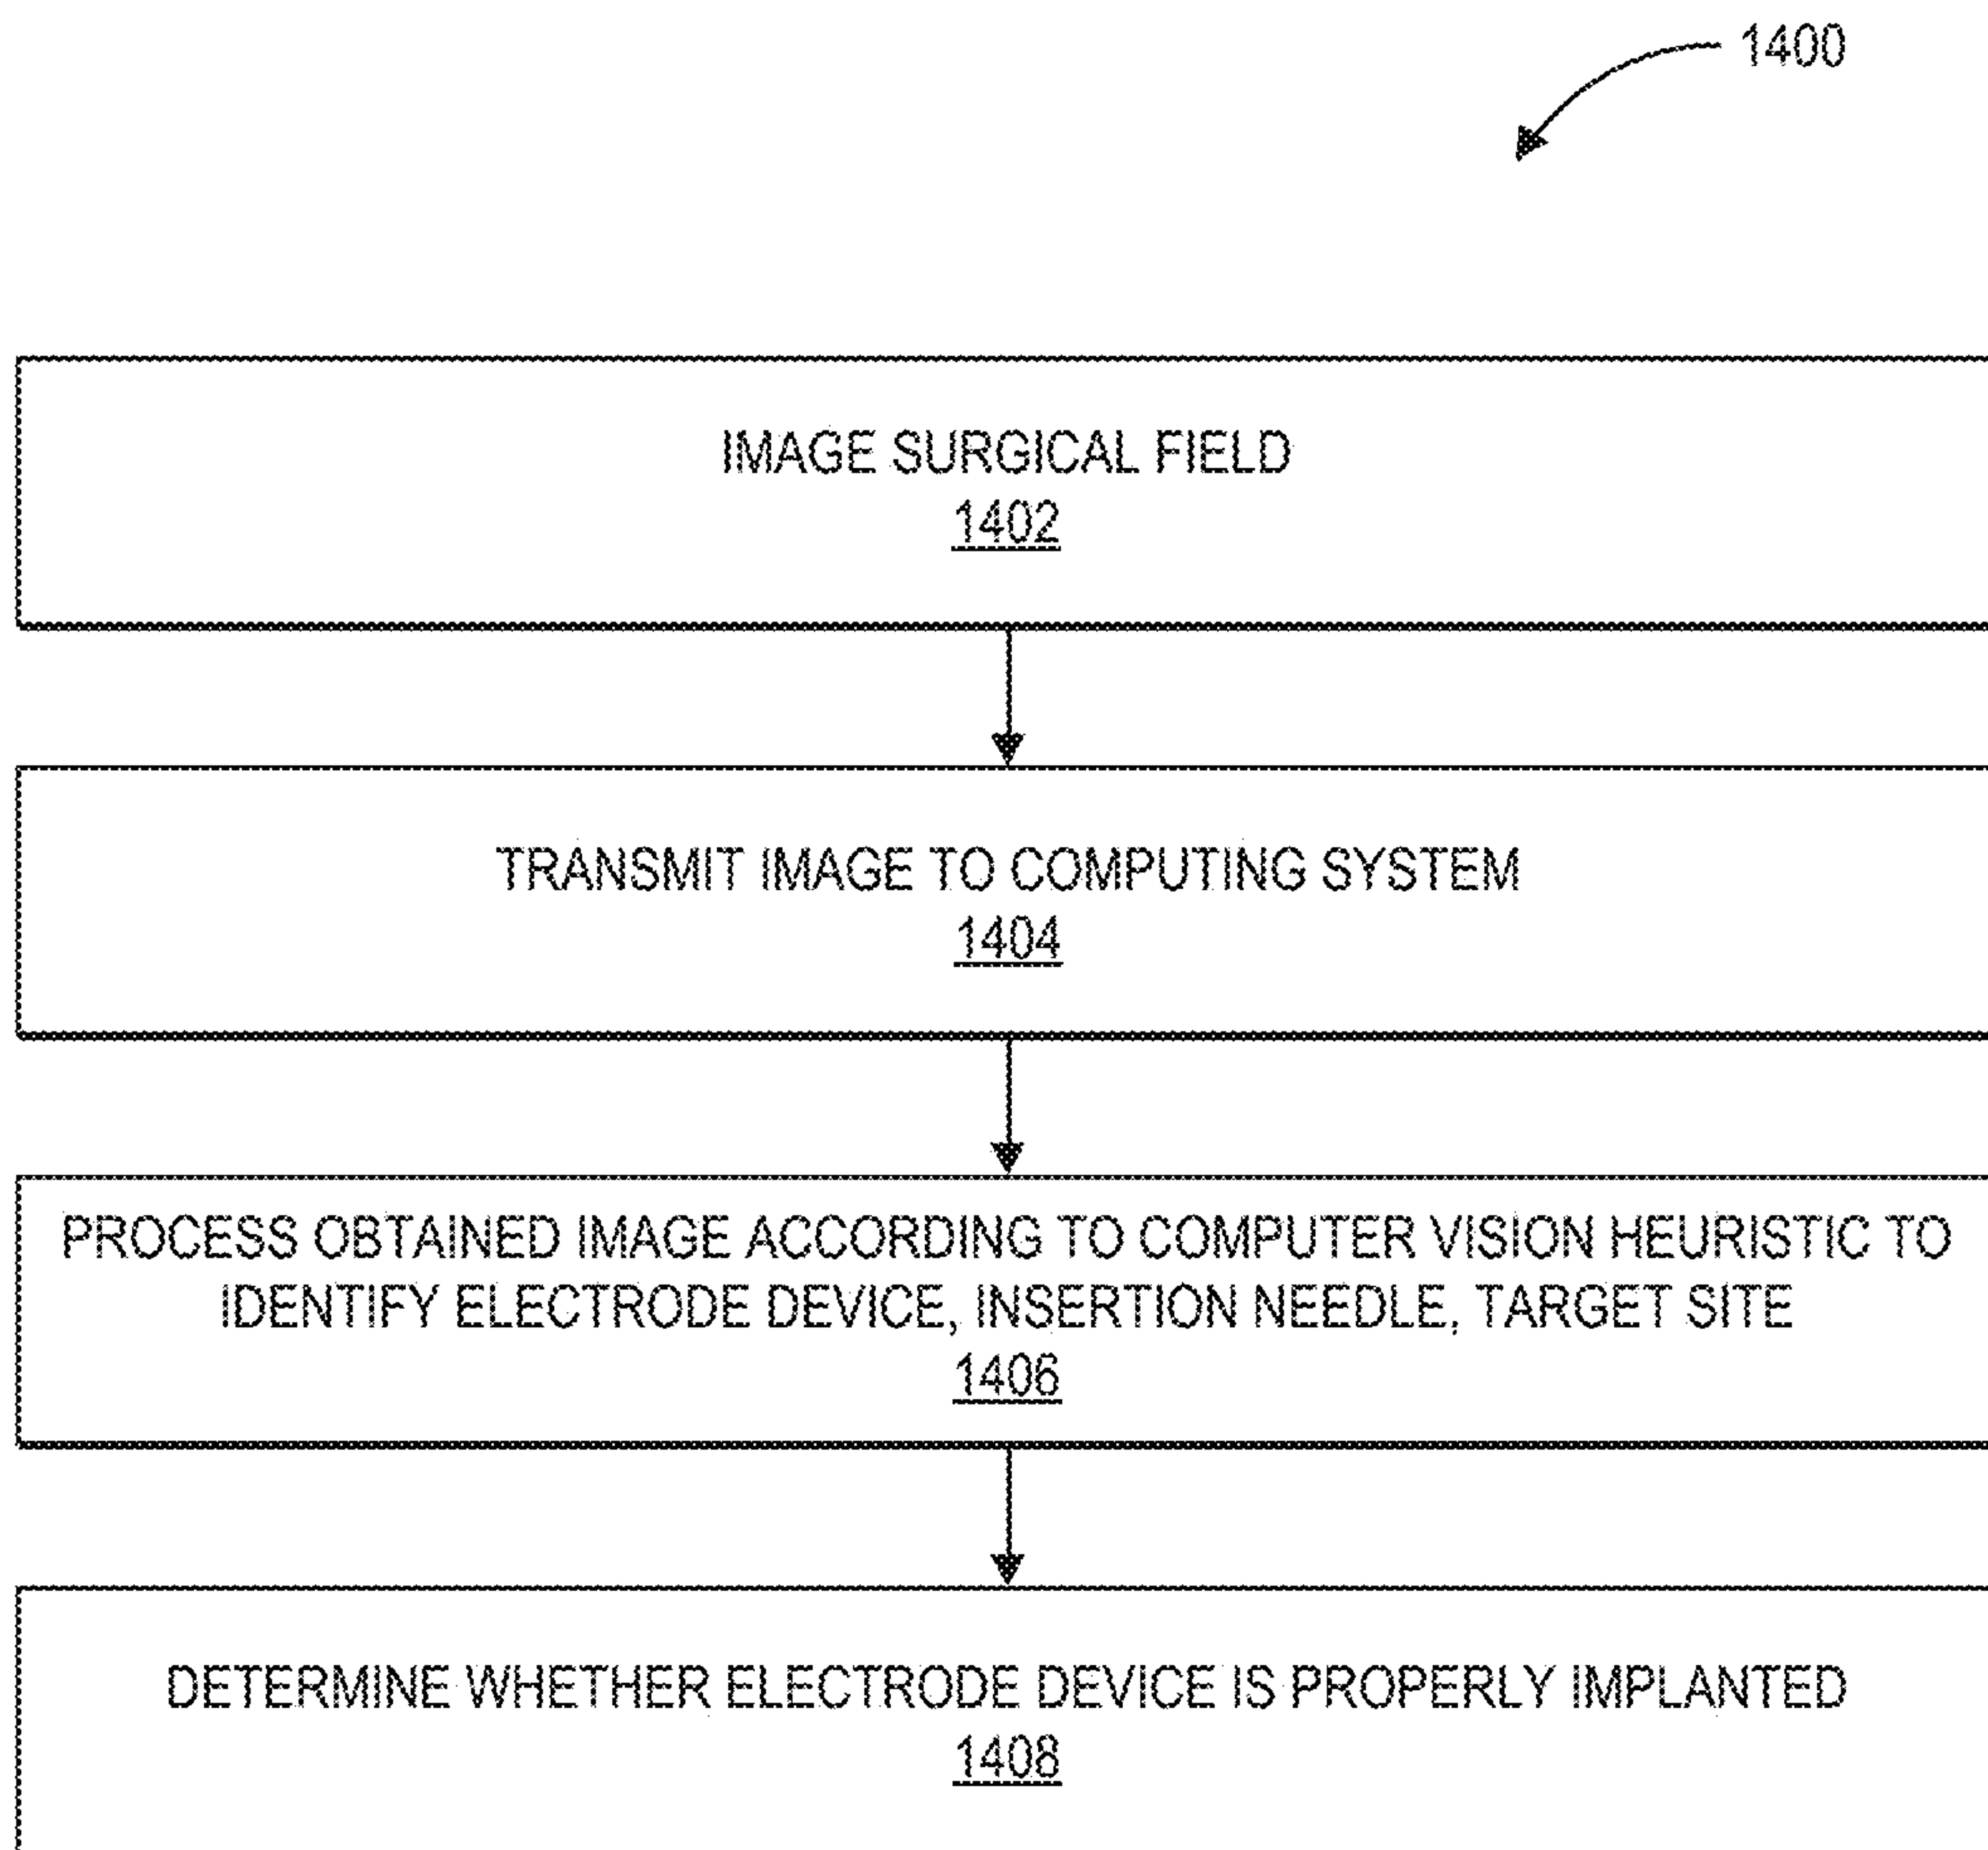 1400
IMAGE SURGICAL FIELD
1402
TRANSMIT IMAGE TO COMPUTING SYSTEM
1404
PROCESS OBTAINED IMAGE ACCORDING TO COMPUTER VISION HEURISTIC TO
IDENTIFY ELECTRODE DEVICE, INSERTION NEEDLE, TARGET SITE
1406
DETERMINE WHETHER ELECTRODE DEVICE IS PROPERLY IMPLANTED
1408